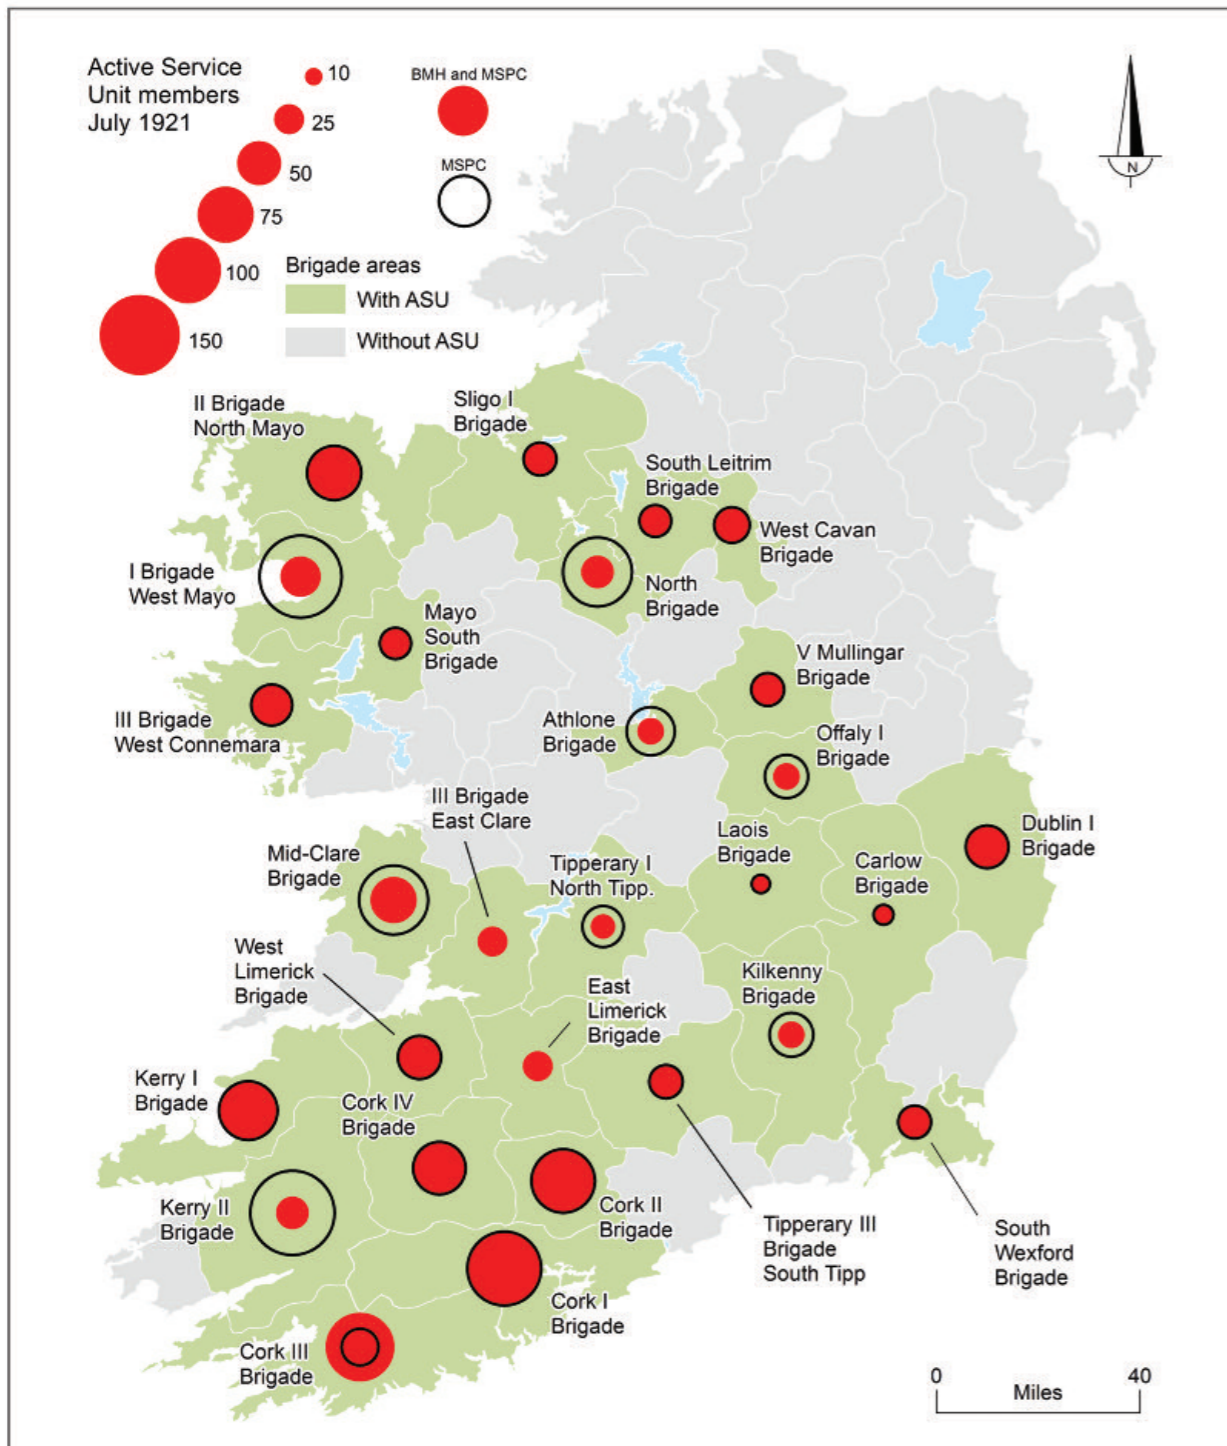 Active Service
Unit members
July 1921
10
25
50
75
100
150
BMH and MSPC
MSPC
Brigade areas
With ASU
Without ASU
N
II Brigade
North Mayo
Sligo I
Brigade
South Leitrim
Brigade
West Cavan
Brigade
I Brigade
West Mayo
North
Brigade
Mayo
South
Brigade
V Mullingar
Brigade
III Brigade
West Connemara
Athlone
Brigade
Offaly I
Brigade
III Brigade
East Clare
Mid-Clare
Brigade
Tipperary I
North Tipp.
Laois
Brigade
Carlow
Brigade
Dublin I
Brigade
West
Limerick
Brigade
East
Limerick
Brigade
Kilkenny
Brigade
Kerry I
Brigade
Cork IV
Brigade
Kerry II
Brigade
Cork II
Brigade
Tipperary III
Brigade
South Tipp
South
Wexford
Brigade
Cork I
Brigade
Cork III
Brigade
0
40
Miles